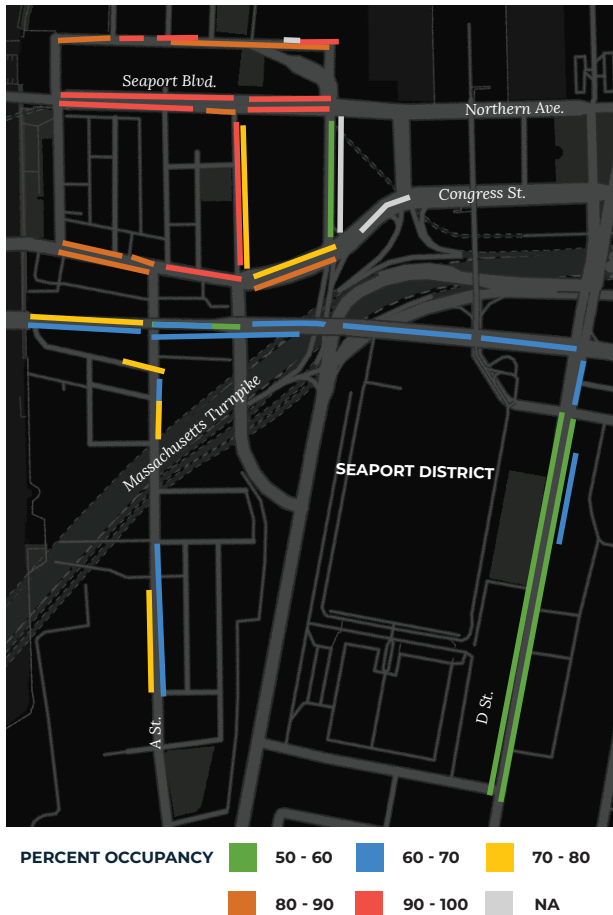 Seaport Blvd.
Northern Ave.
Congress St.
Massachusetts Turnpike
SEAPORT DISTRICT
D St.
A St.
PERCENT OCCUPANCY 50 - 60 60 - 70 70 - 80
80 - 90 90 - 100 NA